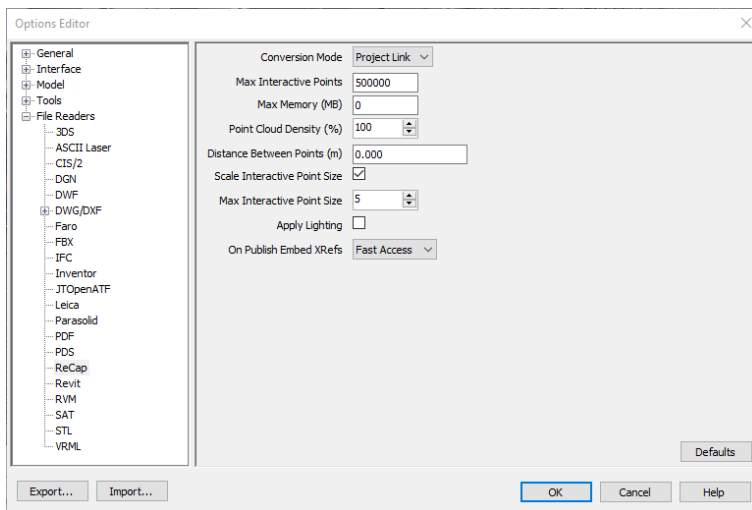 Options Editor
General
Interface
Model
Tools
File Readers
3DS
ASCII Laser
CIS/2
DGN
DWF
DWG/DXF
Faro
FBX
IFC
Inventor
JTOpenATF
Leica
Parasolid
PDF
PDS
ReCap
Revit
RVM
SAT
STL
VRML
Conversion Mode Project Link
Max Interactive Points 500000
Max Memory (MB) 0
Point Cloud Density (%) 100
Distance Between Points (m) 0.000
Scale Interactive Point Size
Max Interactive Point Size 5
Apply Lighting
On Publish Embed XRefs Fast Access
Defaults
Export... Import... OK Cancel Help